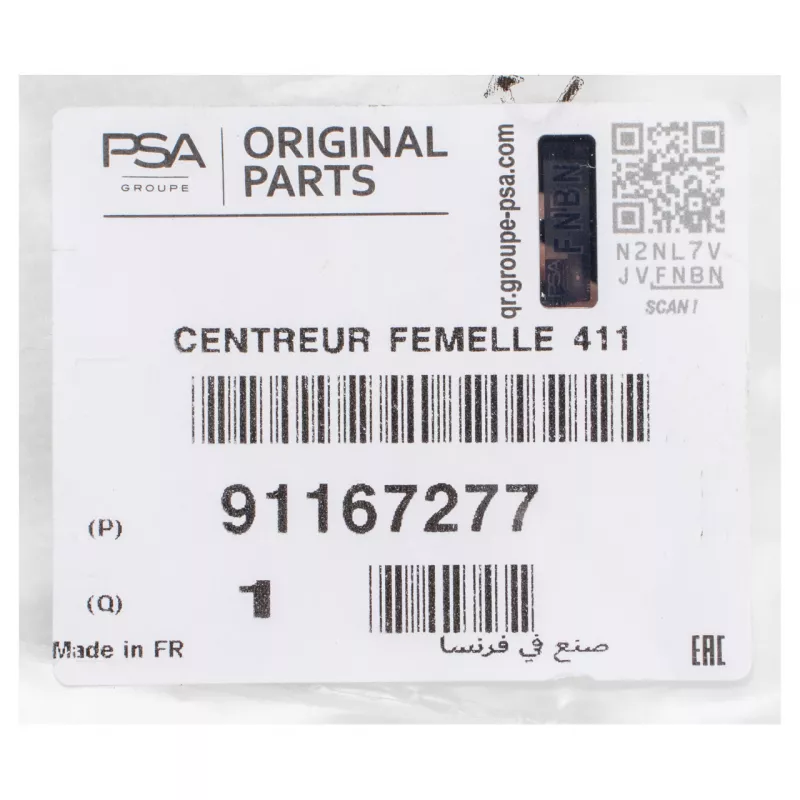 PSA
GROUPE
ORIGINAL
PARTS
qr.groupe-psa.com
PSA FNBN
N2NL7V
JVFNBN
SCAN!
CENTREUR FEMELLE 411
(P) 91167277
(Q) 1
Made in FR
صنع في فرنسا
EAC